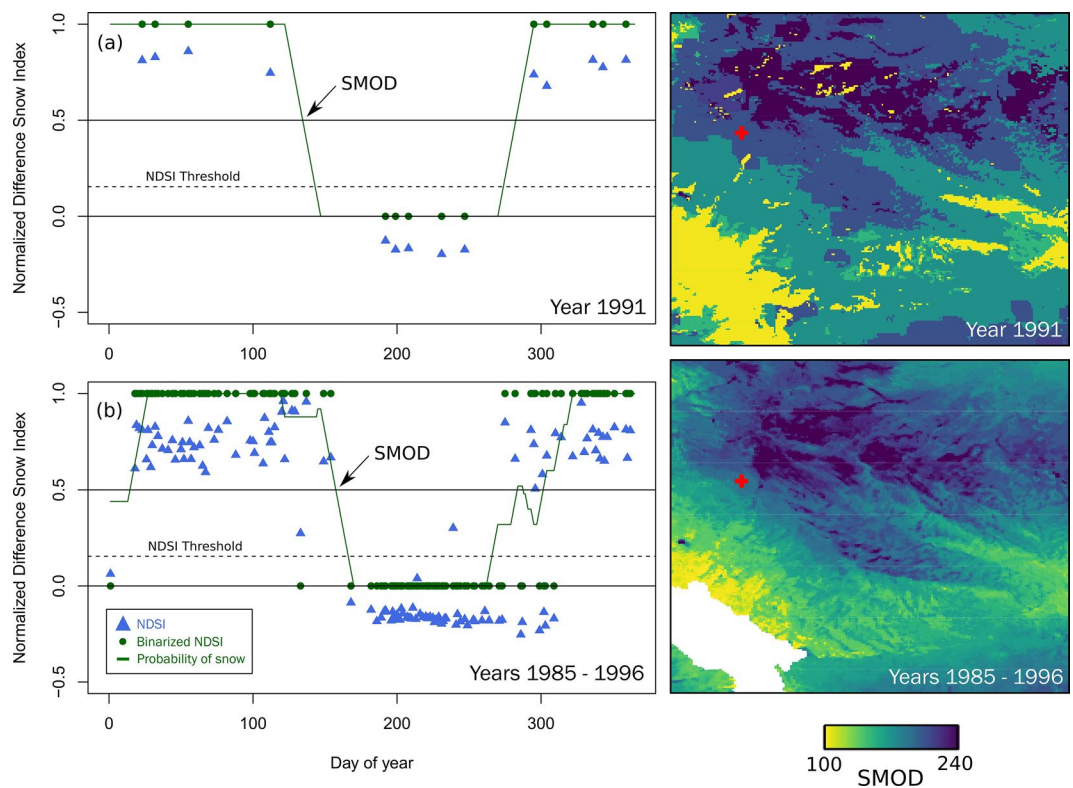 1.0
0.5
0.0
−0.5
Normalized Difference Snow Index
(a)
SMOD
NDSI Threshold
Year 1991
0
100
200
300
Year 1991
1.0
0.5
0.0
−0.5
Normalized Difference Snow Index
(b)
SMOD
NDSI Threshold
NDSI
Binarized NDSI
Probability of snow
Years 1985 - 1996
0
100
200
300
Day of year
Years 1985 - 1996
100
240
SMOD